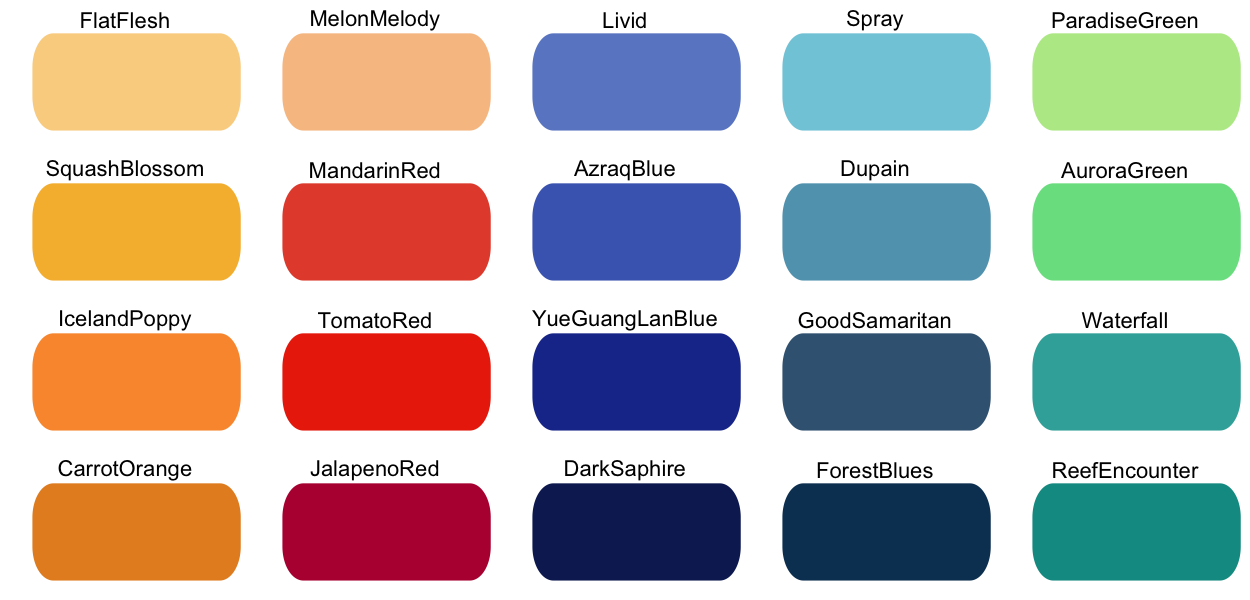 FlatFlesh
MelonMelody
Livid
Spray
ParadiseGreen
SquashBlossom
MandarinRed
AzraqBlue
Dupain
AuroraGreen
IcelandPoppy
TomatoRed
YueGuangLanBlue
GoodSamaritan
Waterfall
CarrotOrange
JalapenoRed
DarkSaphire
ForestBlues
ReefEncounter